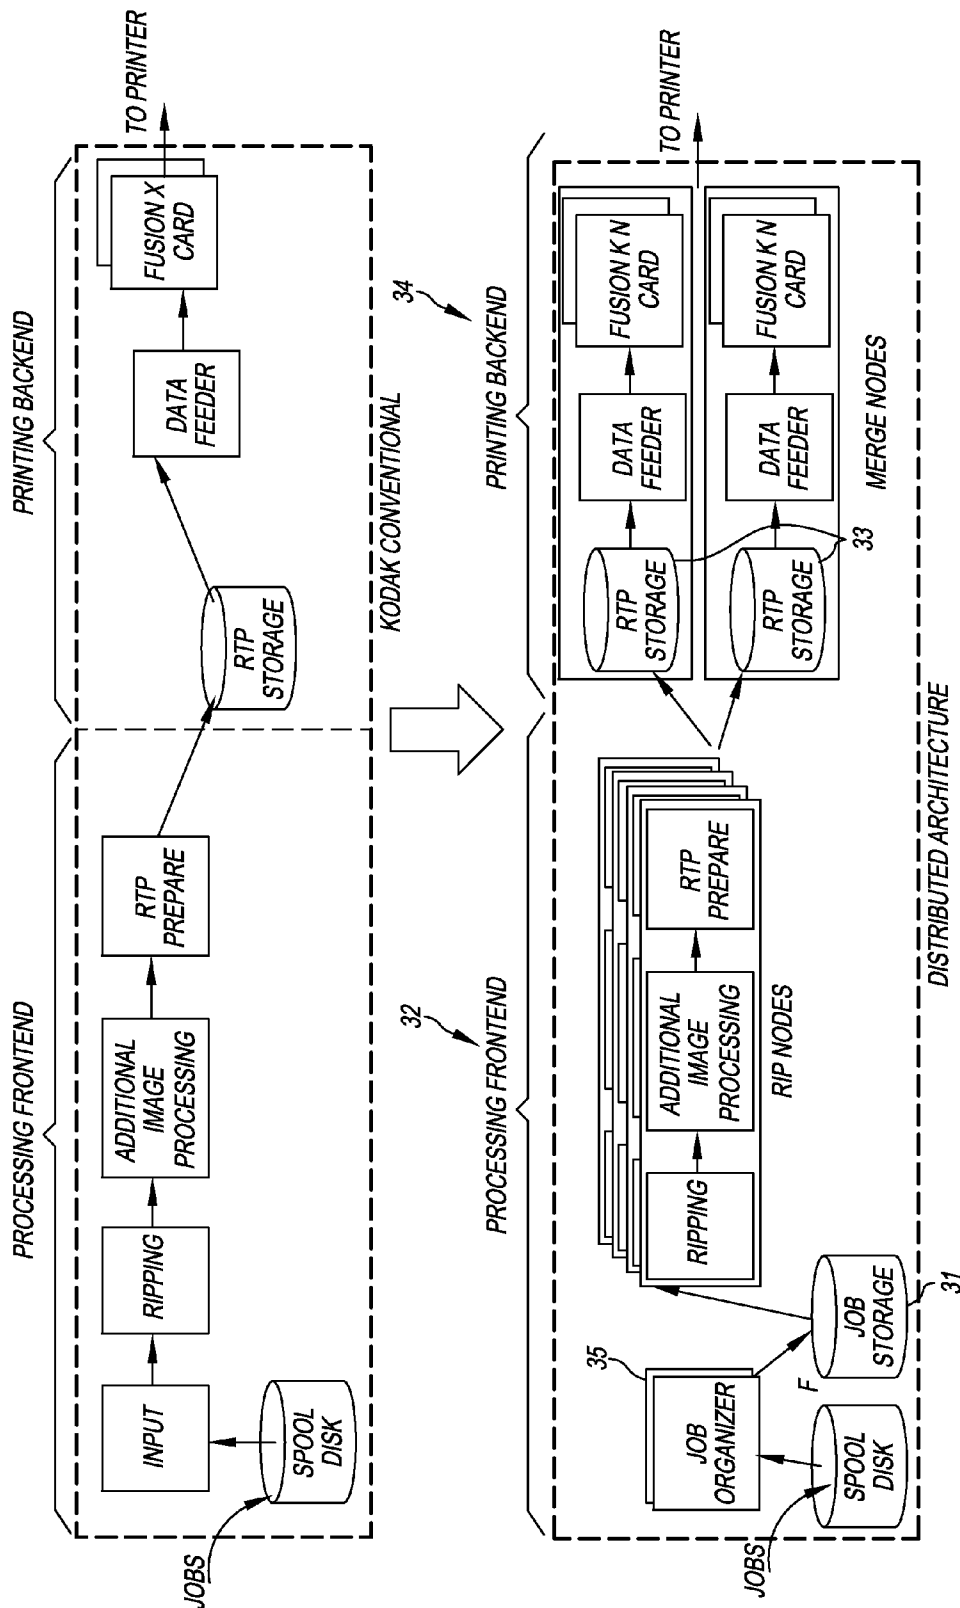 PROCESSING FRONTEND
PRINTING BACKEND
JOBS
SPOOL
DISK
INPUT
RIPPING
ADDITIONAL
IMAGE
PROCESSING
RTP
PREPARE
RTP
STORAGE
DATA
FEEDER
FUSION X
CARD
TO PRINTER
KODAK CONVENTIONAL
PROCESSING FRONTEND
32
PRINTING BACKEND
34
JOBS
SPOOL
DISK
JOB
ORGANIZER
35
F
JOB
STORAGE
31
RIPPING
ADDITIONAL
IMAGE
PROCESSING
RTP
PREPARE
RIP NODES
RTP
STORAGE
DATA
FEEDER
FUSION K N
CARD
RTP
STORAGE
DATA
FEEDER
FUSION K N
CARD
33
MERGE NODES
TO PRINTER
DISTRIBUTED ARCHITECTURE